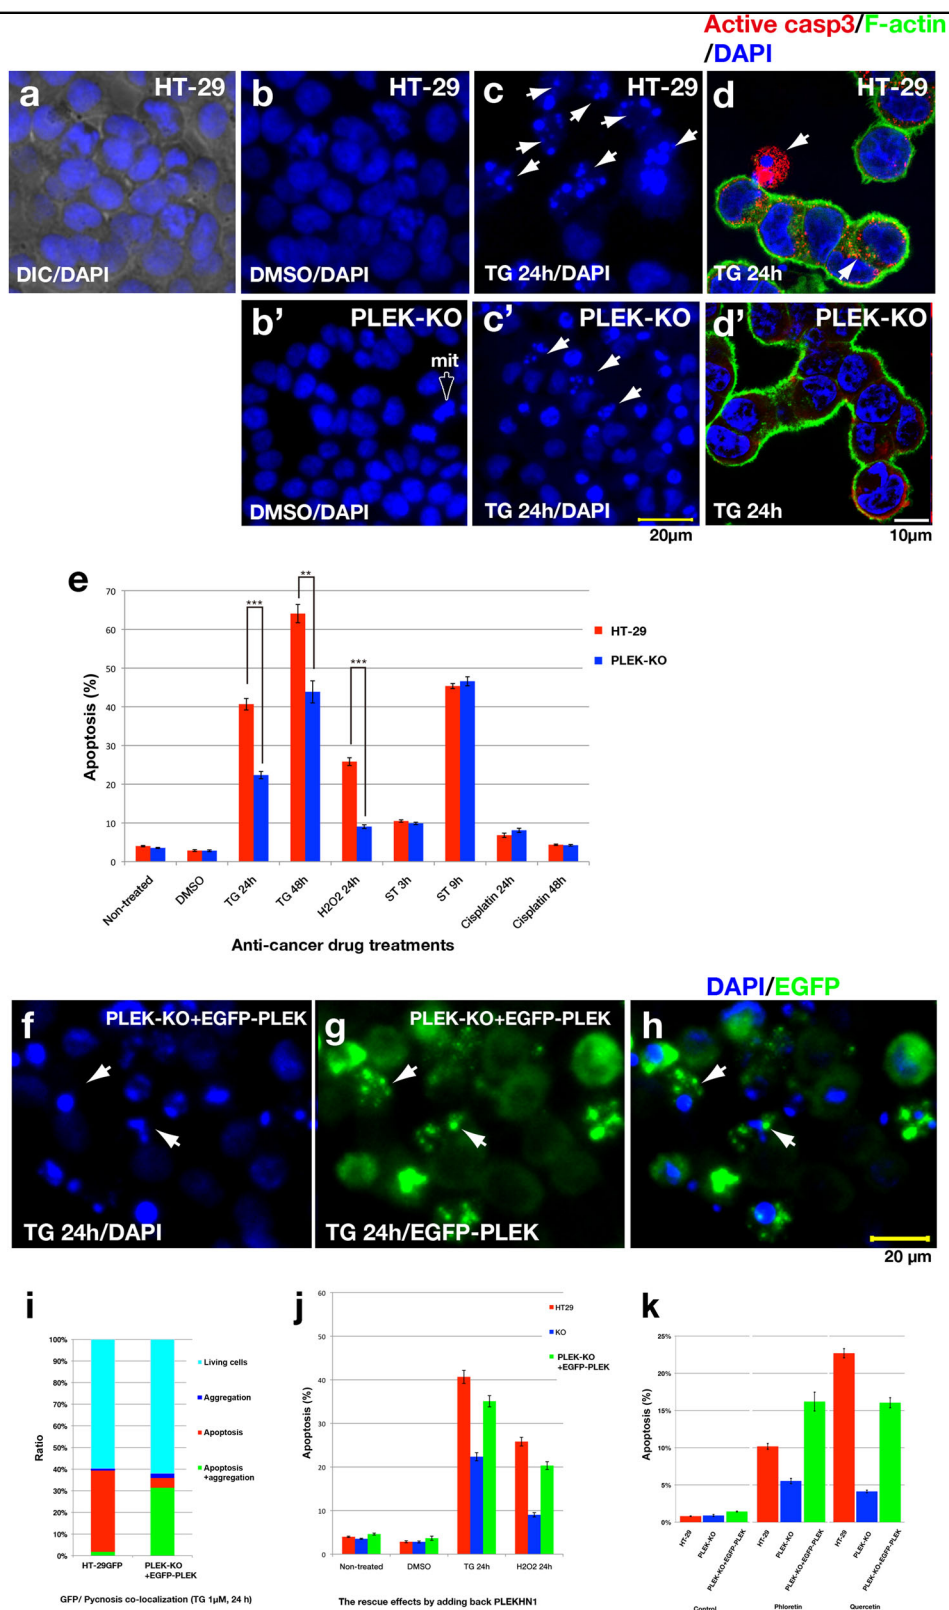 Active casp3/F-actin
/DAPI
a HT-29
DIC/DAPI
b HT-29
DMSO/DAPI
c HT-29
TG 24h/DAPI
d HT-29
TG 24h
b' PLEK-KO
mit
DMSO/DAPI
c' PLEK-KO
TG 24h/DAPI
20µm
d' PLEK-KO
TG 24h
10µm
e
Apoptosis (%)
70
60
50
40
30
20
10
0
***
**
***
HT-29
PLEK-KO
Non-treated
DMSO
TG 24h
TG 48h
H2O2 24h
ST 3h
ST 9h
Cisplatin 24h
Cisplatin 48h
Anti-cancer drug treatments
DAPI/EGFP
f PLEK-KO+EGFP-PLEK
TG 24h/DAPI
g PLEK-KO+EGFP-PLEK
TG 24h/EGFP-PLEK
h
20 µm
i
Ratio
100%
90%
80%
70%
60%
50%
40%
30%
20%
10%
0%
Living cells
Aggregation
Apoptosis
Apoptosis
+aggregation
HT-29GFP
PLEK-KO
+EGFP-PLEK
GFP/ Pycnosis co-localization (TG 1µM, 24 h)
j
Apoptosis (%)
60
50
40
30
20
10
0
HT29
KO
PLEK-KO
+EGFP-PLEK
Non-treated
DMSO
TG 24h
H2O2 24h
The rescue effects by adding back PLEKHN1
k
Apoptosis (%)
25%
20%
15%
10%
5%
0%
HT-29
PLEK-KO
PLEK-KO+EGFP-PLEK
HT-29
PLEK-KO
PLEK-KO+EGFP-PLEK
HT-29
PLEK-KO
PLEK-KO+EGFP-PLEK
Control
Phloretin
Quercetin